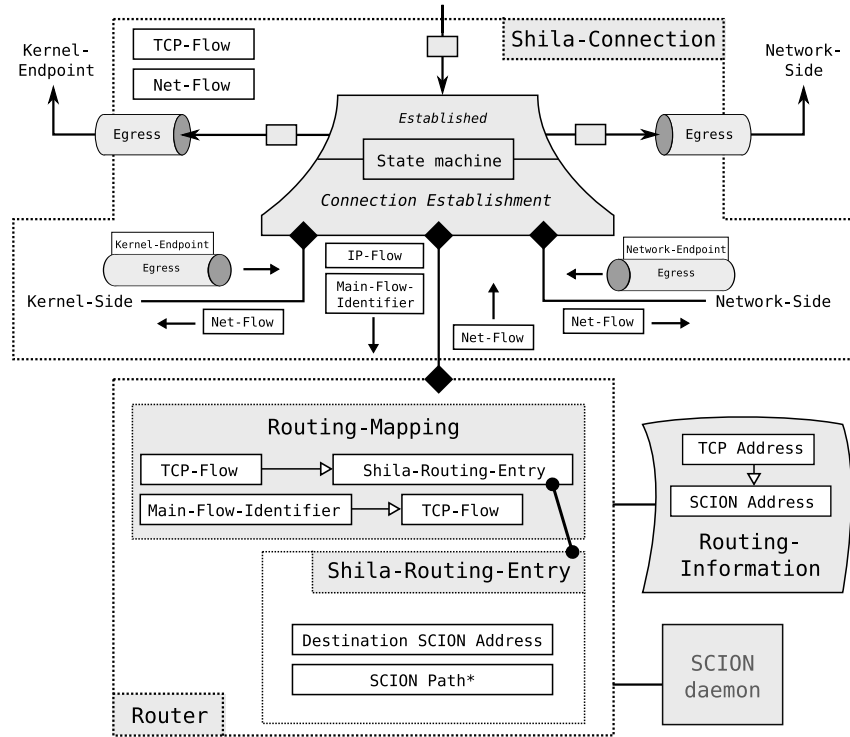 Kernel-
Endpoint
TCP-Flow
Net-Flow
Shila-Connection
Network-
Side
Egress
Established
State machine
Connection Establishment
Egress
Kernel-Endpoint
Egress
IP-Flow
Main-Flow-
Identifier
Network-Endpoint
Egress
Kernel-Side
Net-Flow
Net-Flow
Net-Flow
Network-Side
Routing-Mapping
TCP-Flow
Shila-Routing-Entry
Main-Flow-Identifier
TCP-Flow
TCP Address
SCION Address
Routing-
Information
Shila-Routing-Entry
Destination SCION Address
SCION Path*
Router
SCION
daemon